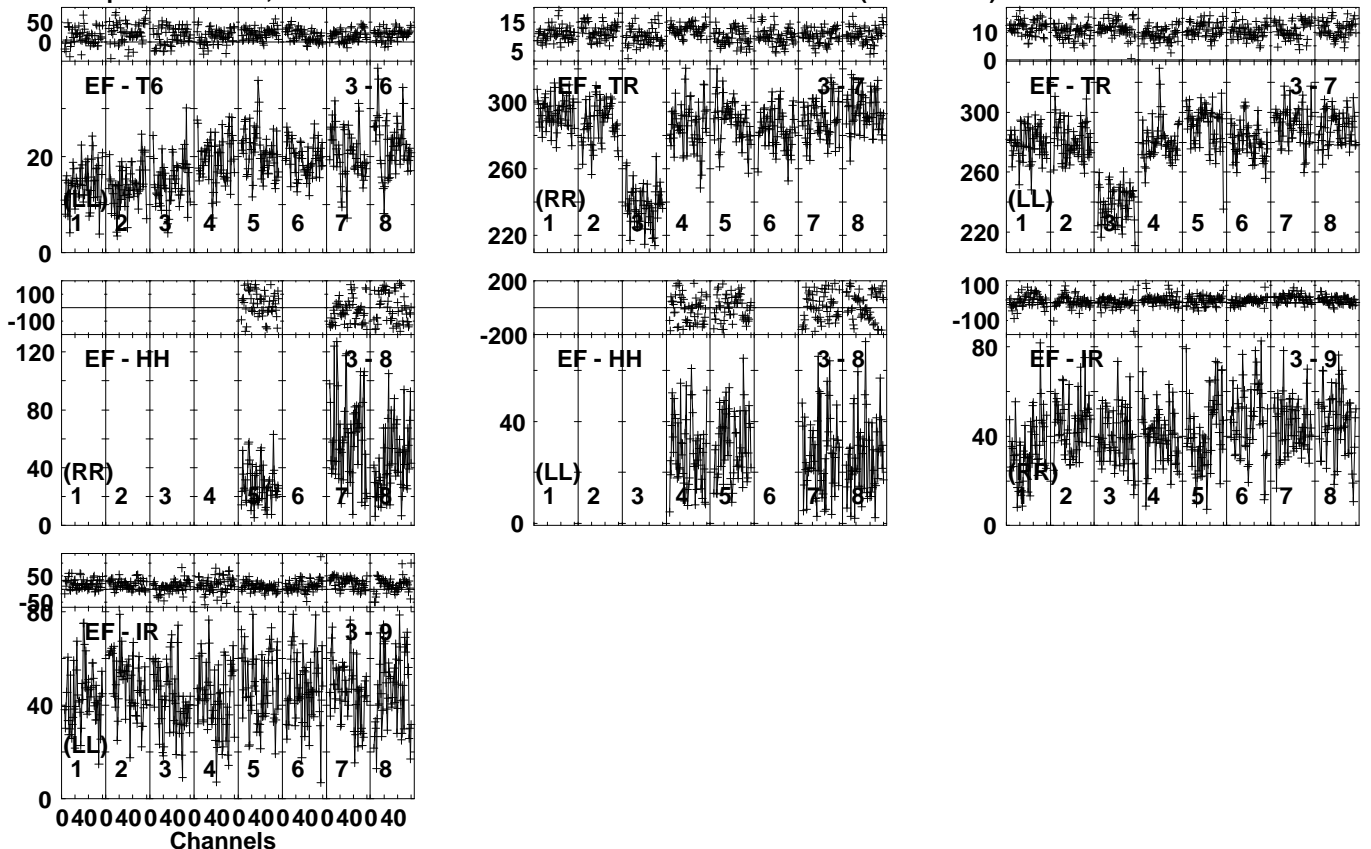 50
0
EF - T6 3 - 6
20
(LL)
1 2 3 4 5 6 7 8
0
15
5
EF - TR 3 - 7
300
260
(RR)
1 2 3 4 5 6 7 8
220
10
0
EF - TR 3 - 7
300
260
(LL)
1 2 3 4 5 6 7 8
220
100
-100
120
EF - HH 3 - 8
80
40
(RR)
1 2 3 4 5 6 7 8
0
200
-200
EF - HH 3 - 8
40
(LL)
1 2 3 4 5 6 7 8
0
100
-100
80
EF - IR 3 - 9
40
(RR)
1 2 3 4 5 6 7 8
0
50
-50
80
EF - IR 3 - 9
40
(LL)
1 2 3 4 5 6 7 8
0
0 40 0 40 0 40 0 40 0 40 0 40 0 40 0 40
Channels